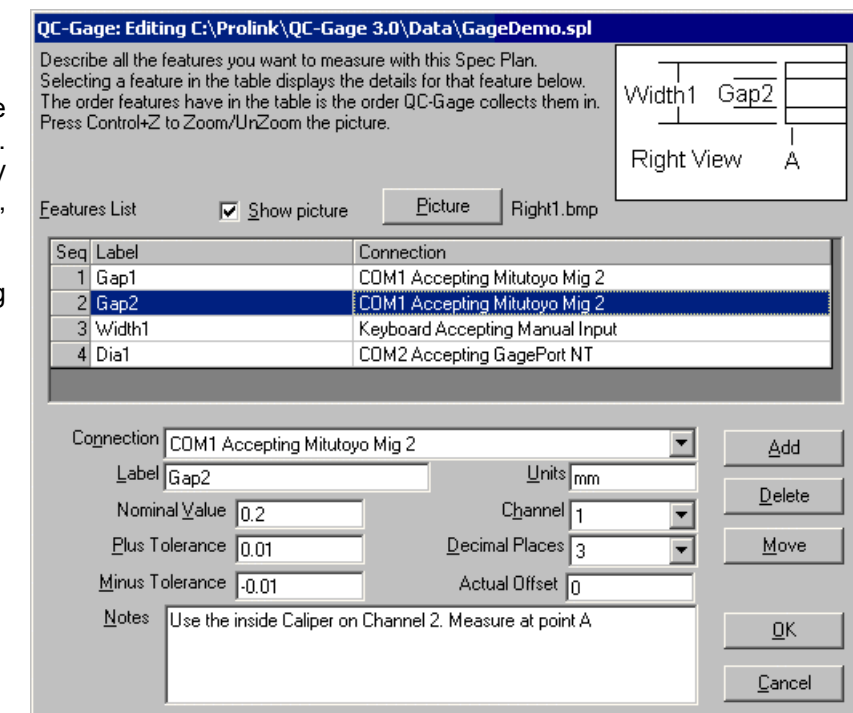 QC-Gage: Editing C:\Prolink\QC-Gage 3.0\Data\GageDemo.spl
Describe all the features you want to measure with this Spec Plan.
Selecting a feature in the table displays the details for that feature below.
The order features have in the table is the order QC-Gage collects them in.
Press Control+Z to Zoom/UnZoom the picture.
Width1 Gap2
Right View A
Features List Show picture Picture Right1.bmp
Seq Label Connection
1 Gap1 COM1 Accepting Mitutoyo Mig 2
2 Gap2 COM1 Accepting Mitutoyo Mig 2
3 Width1 Keyboard Accepting Manual Input
4 Dia1 COM2 Accepting GagePort NT
Connection COM1 Accepting Mitutoyo Mig 2 Add
Label Gap2 Units mm Delete
Nominal Value 0.2 Channel 1
Plus Tolerance 0.01 Decimal Places 3 Move
Minus Tolerance -0.01 Actual Offset 0
Notes Use the inside Caliper on Channel 2. Measure at point A
OK
Cancel